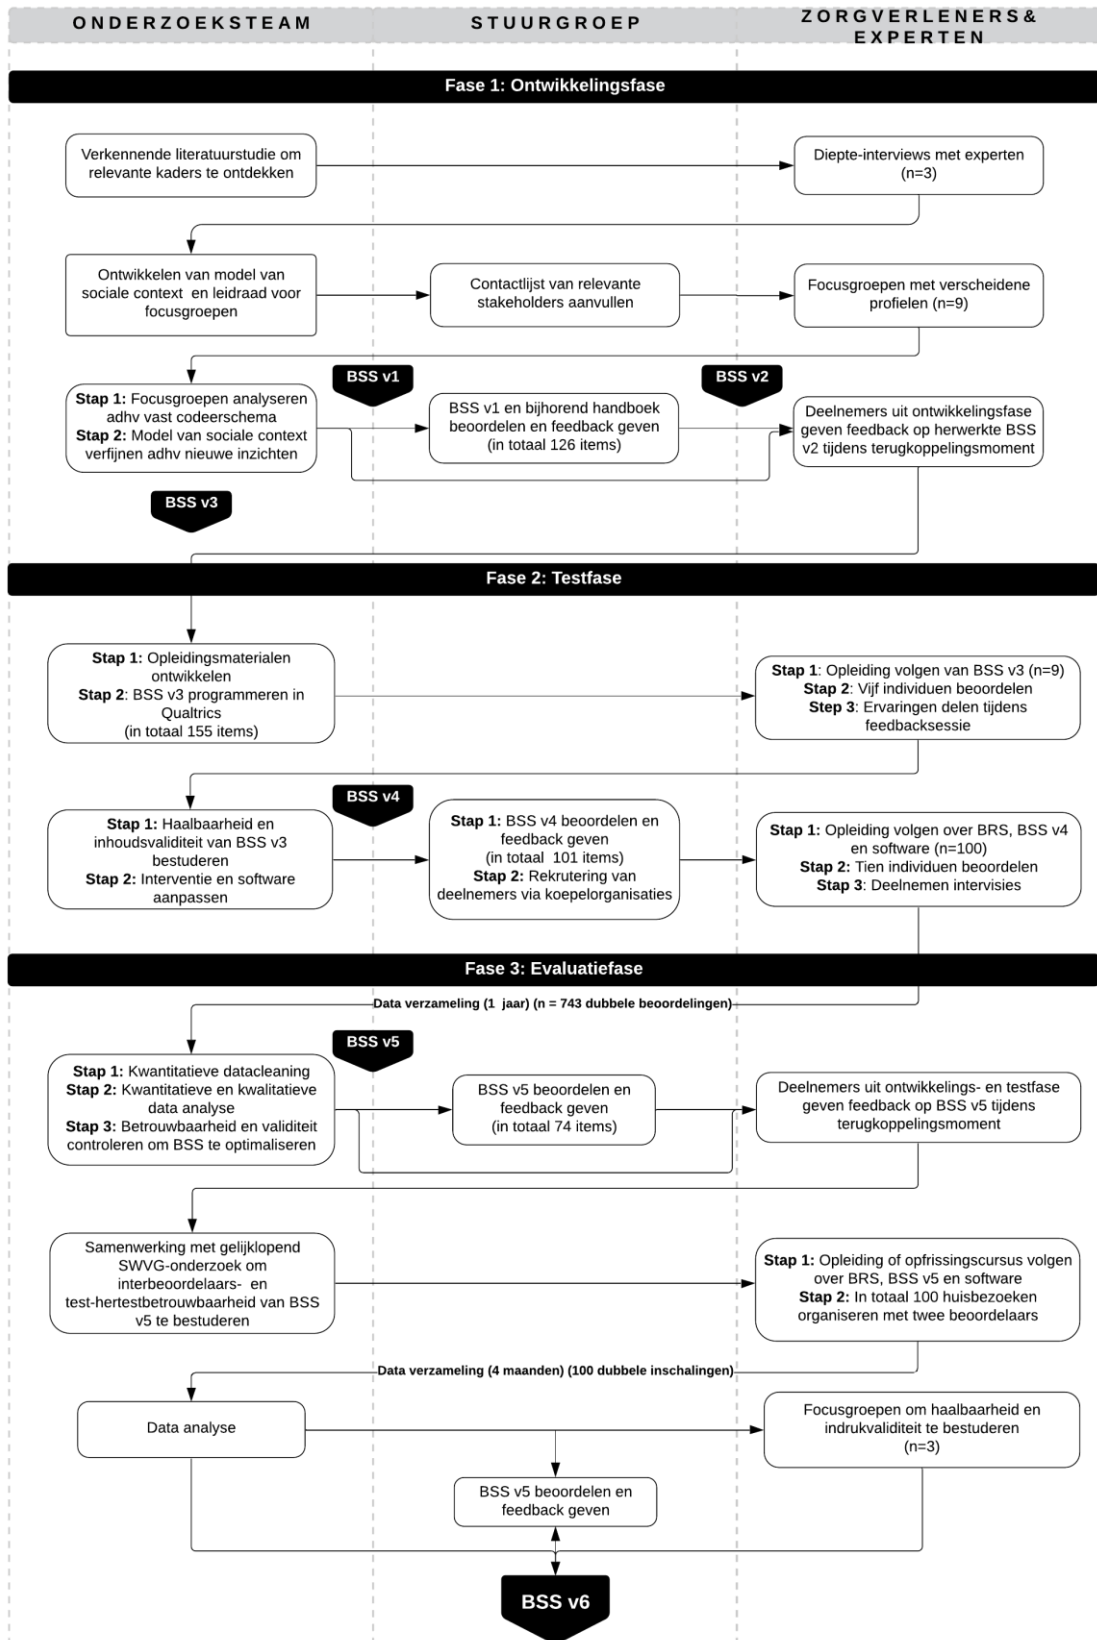 ONDERZOEKSTEAM
STUURGROEP
ZORGVERLENERS&
EXPERTEN
Fase 1: Ontwikkelingsfase
Verkennende literatuurstudie om
relevante kaders te ontdekken
Diepte-interviews met experten
(n=3)
Ontwikkelen van model van
sociale context en leidraad voor
focusgroepen
Contactlijst van relevante
stakeholders aanvullen
Focusgroepen met verscheidene
profielen (n=9)
BSS v1
BSS v2
Stap 1: Focusgroepen analyseren
adhv vast codeerschema
Stap 2: Model van sociale context
verfijnen adhv nieuwe inzichten
BSS v1 en bijhorend handboek
beoordelen en feedback geven
(in totaal 126 items)
Deelnemers uit ontwikkelingsfase
geven feedback op herwerkte BSS
v2 tijdens terugkoppelingsmoment
BSS v3
Fase 2: Testfase
Stap 1: Opleidingsmaterialen
ontwikkelen
Stap 2: BSS v3 programmeren in
Qualtrics
(in totaal 155 items)
Stap 1: Opleiding volgen van BSS v3 (n=9)
Stap 2: Vijf individuen beoordelen
Step 3: Ervaringen delen tijdens
feedbacksessie
BSS v4
Stap 1: Haalbaarheid en
inhoudsvaliditeit van BSS v3
bestuderen
Stap 2: Interventie en software
aanpassen
Stap 1: BSS v4 beoordelen en
feedback geven
(in totaal 101 items)
Stap 2: Rekrutering van
deelnemers via koepelorganisaties
Stap 1: Opleiding volgen over BRS, BSS v4
en software (n=100)
Stap 2: Tien individuen beoordelen
Stap 3: Deelnemen intervisies
Fase 3: Evaluatiefase
Data verzameling (1 jaar) (n = 743 dubbele beoordelingen)
BSS v5
Stap 1: Kwantitatieve datacleaning
Stap 2: Kwantitatieve en kwalitatieve
data analyse
Stap 3: Betrouwbaarheid en validiteit
controleren om BSS te optimaliseren
BSS v5 beoordelen en
feedback geven
(in totaal 74 items)
Deelnemers uit ontwikkelings- en testfase
geven feedback op BSS v5 tijdens
terugkoppelingsmoment
Samenwerking met gelijklopend
SWVG-onderzoek om
interbeoordelaars- en
test-hertestbetrouwbaarheid van BSS
v5 te bestuderen
Stap 1: Opleiding of opfrissingscursus volgen
over BRS, BSS v5 en software
Stap 2: In totaal 100 huisbezoeken
organiseren met twee beoordelaars
Data verzameling (4 maanden) (100 dubbele inschalingen)
Data analyse
Focusgroepen om haalbaarheid en
indrukvaliditeit te bestuderen
(n=3)
BSS v5 beoordelen en
feedback geven
BSS v6